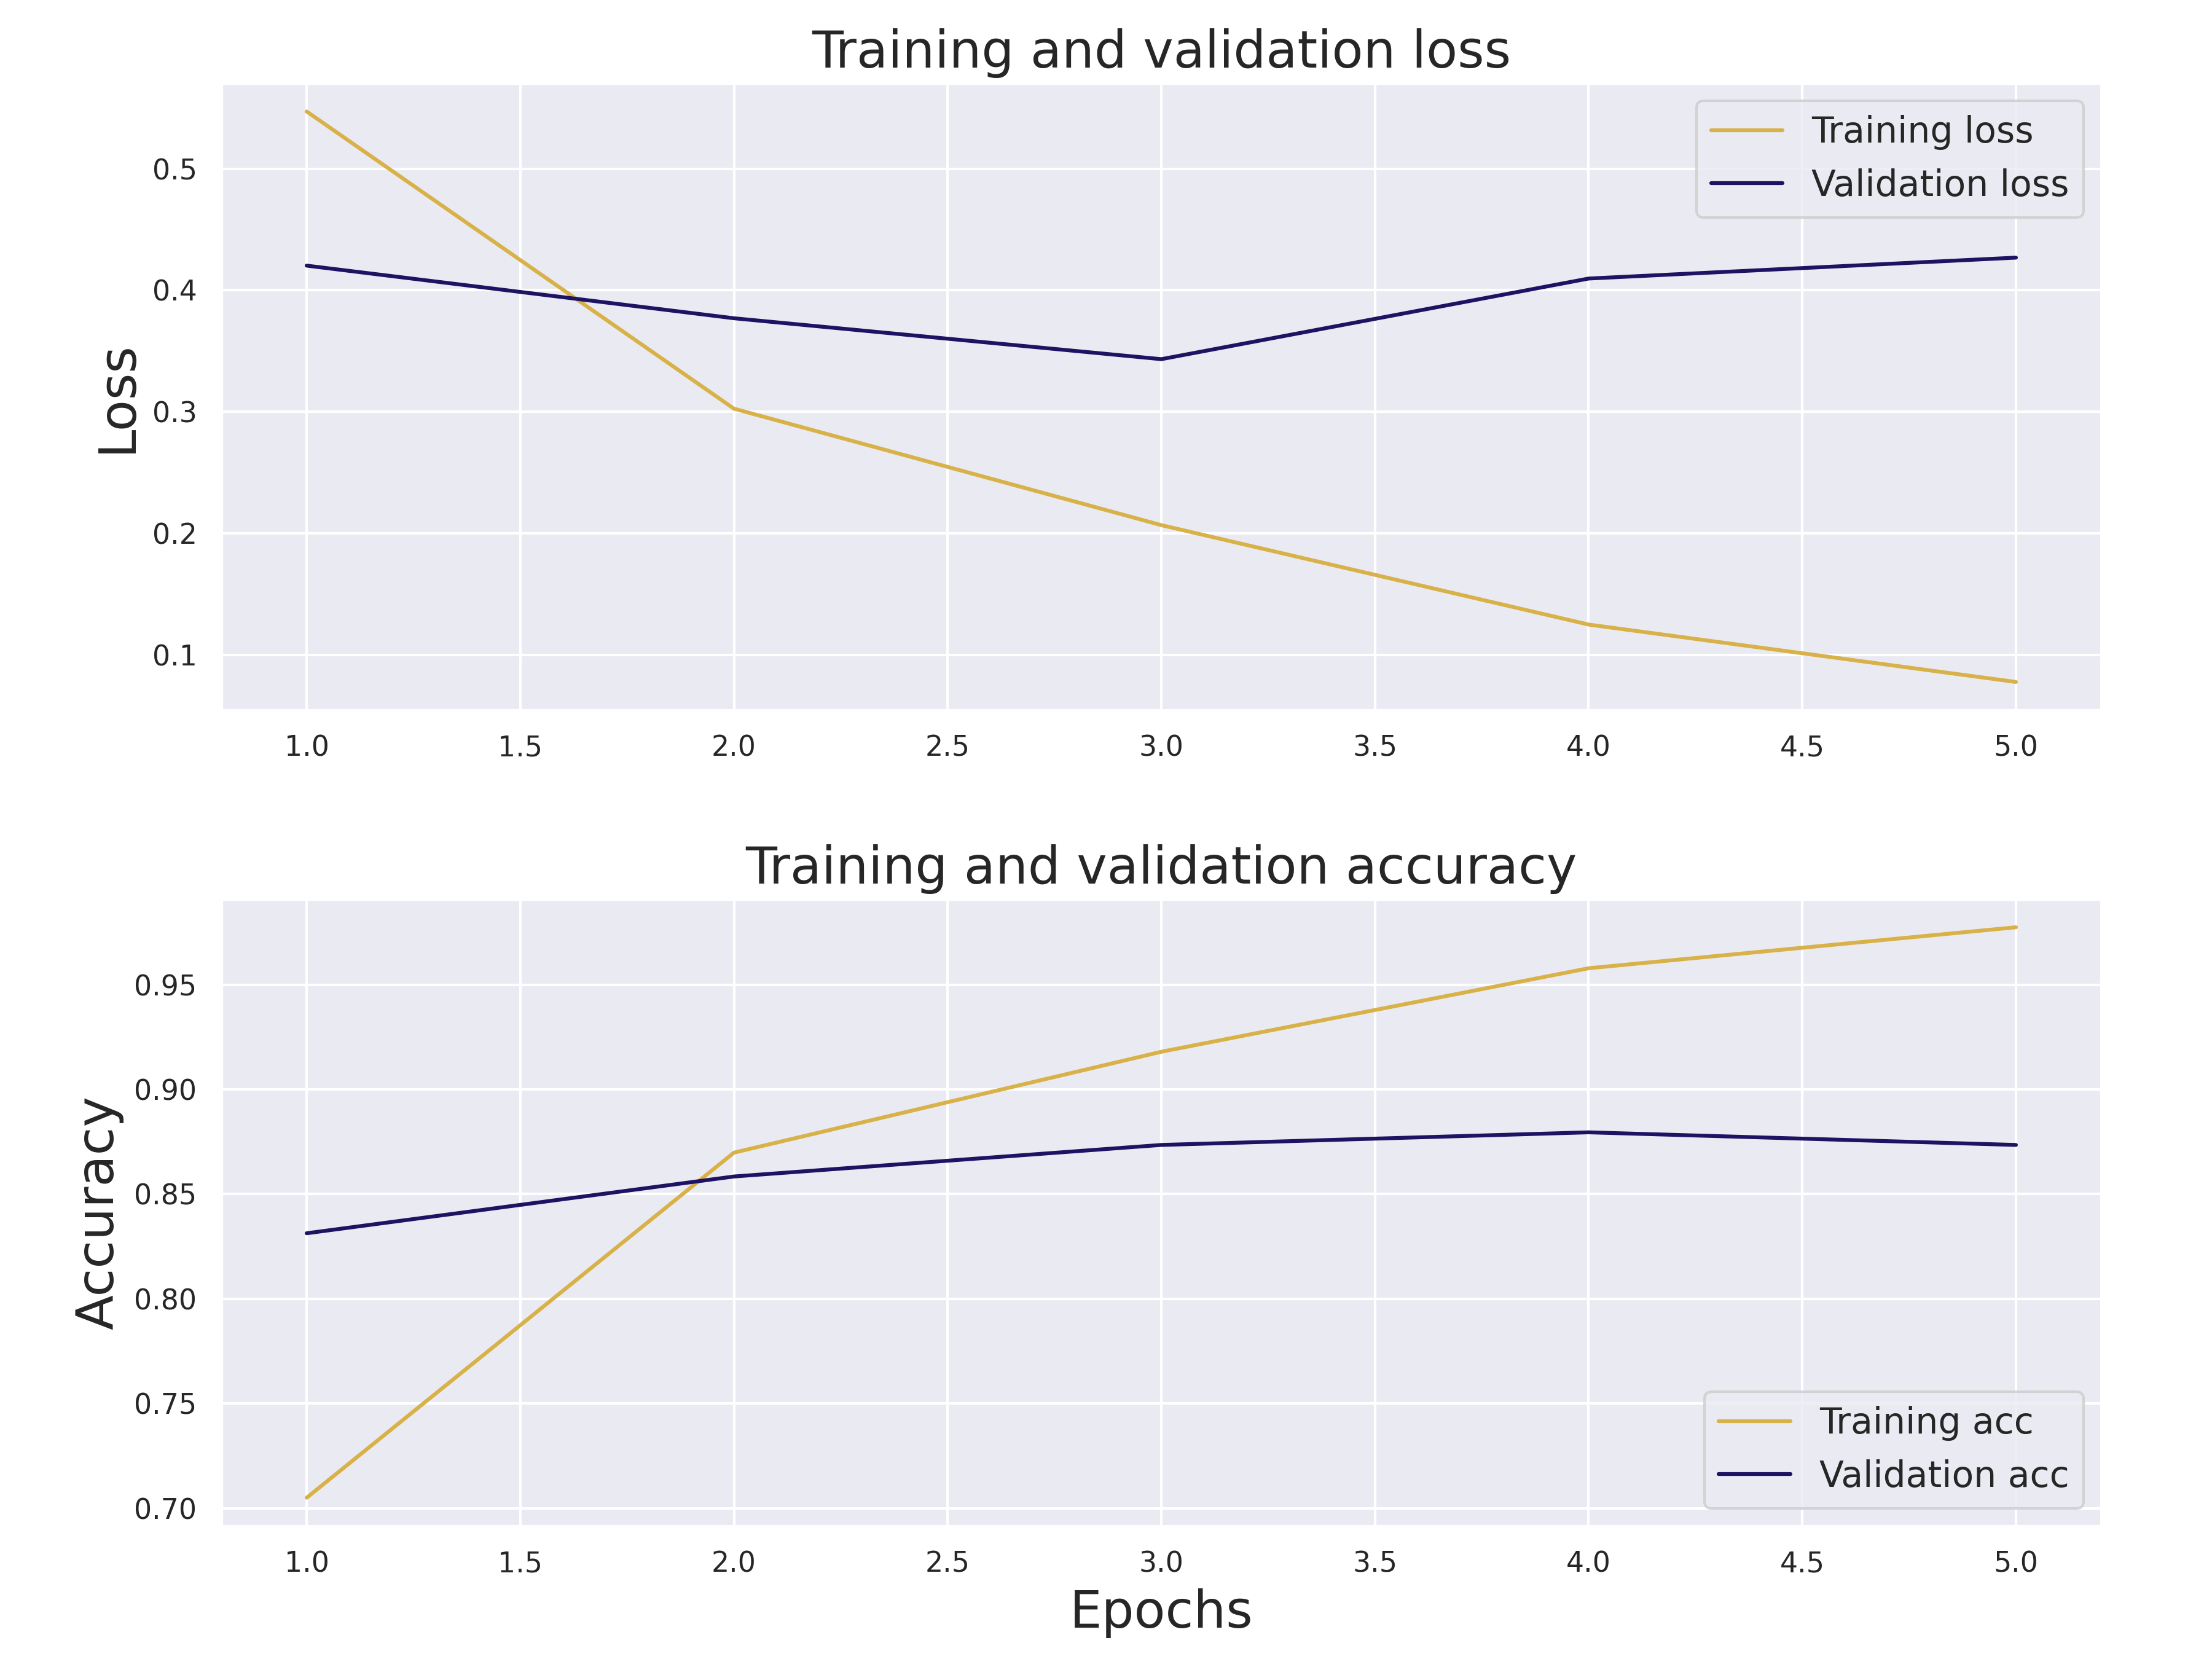 Training and validation loss
Training loss
Validation loss
Loss
0.5
0.4
0.3
0.2
0.1
1.0 1.5 2.0 2.5 3.0 3.5 4.0 4.5 5.0
Training and validation accuracy
Accuracy
0.95
0.90
0.85
0.80
0.75
0.70
Training acc
Validation acc
1.0 1.5 2.0 2.5 3.0 3.5 4.0 4.5 5.0
Epochs